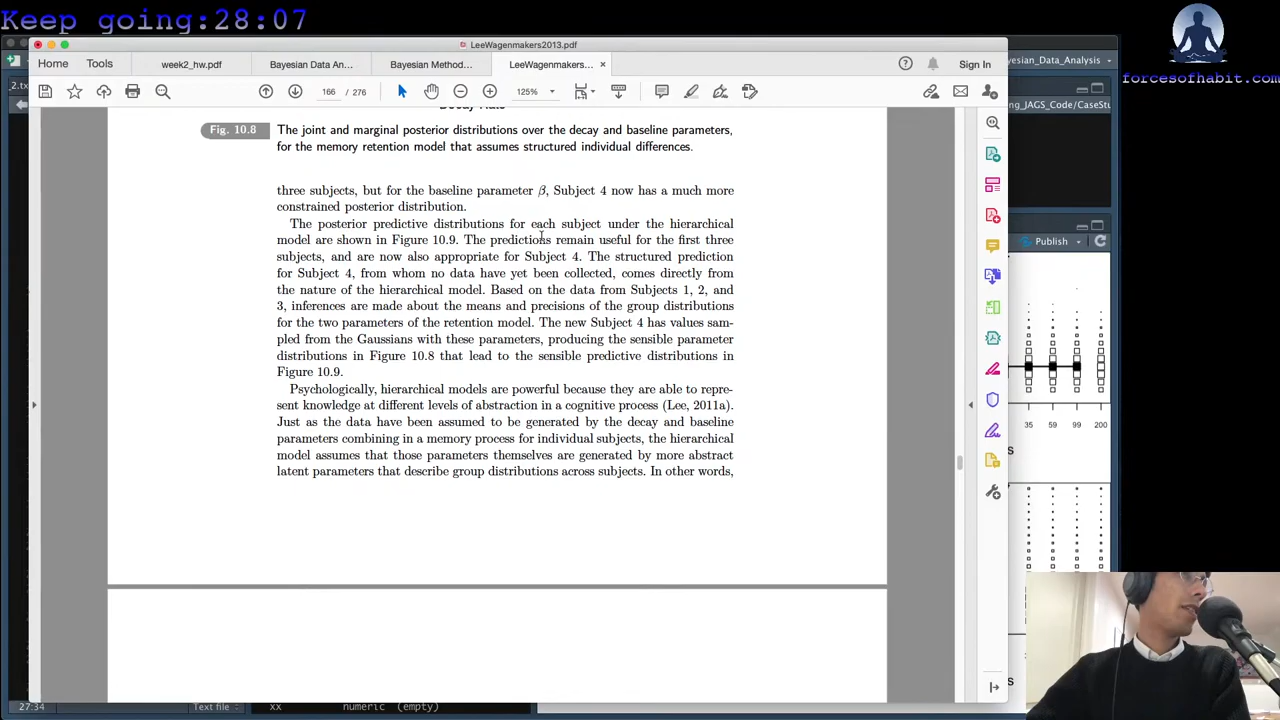 Keep going:28:07
forcesofhabit.com
LeeWagenmakers2013.pdf
Home Tools week2_hw.pdf Bayesian Data An... Bayesian Method... LeeWagenmakers... × Sign In
166 / 276 125%
_2.tx
yesian_Data_Analysis
ng_JAGS_Code/CaseStu
Publish
Fig. 10.8 The joint and marginal posterior distributions over the decay and baseline parameters,
for the memory retention model that assumes structured individual differences.
three subjects, but for the baseline parameter β, Subject 4 now has a much more
constrained posterior distribution.
The posterior predictive distributions for each subject under the hierarchical
model are shown in Figure 10.9. The predictions remain useful for the first three
subjects, and are now also appropriate for Subject 4. The structured prediction
for Subject 4, from whom no data have yet been collected, comes directly from
the nature of the hierarchical model. Based on the data from Subjects 1, 2, and
3, inferences are made about the means and precisions of the group distributions
for the two parameters of the retention model. The new Subject 4 has values sam-
pled from the Gaussians with these parameters, producing the sensible parameter
distributions in Figure 10.8 that lead to the sensible predictive distributions in
Figure 10.9.
Psychologically, hierarchical models are powerful because they are able to repre-
sent knowledge at different levels of abstraction in a cognitive process (Lee, 2011a).
Just as the data have been assumed to be generated by the decay and baseline
parameters combining in a memory process for individual subjects, the hierarchical
model assumes that those parameters themselves are generated by more abstract
latent parameters that describe group distributions across subjects. In other words,
35 59 99 200
27:34 Text file xx numeric (empty)